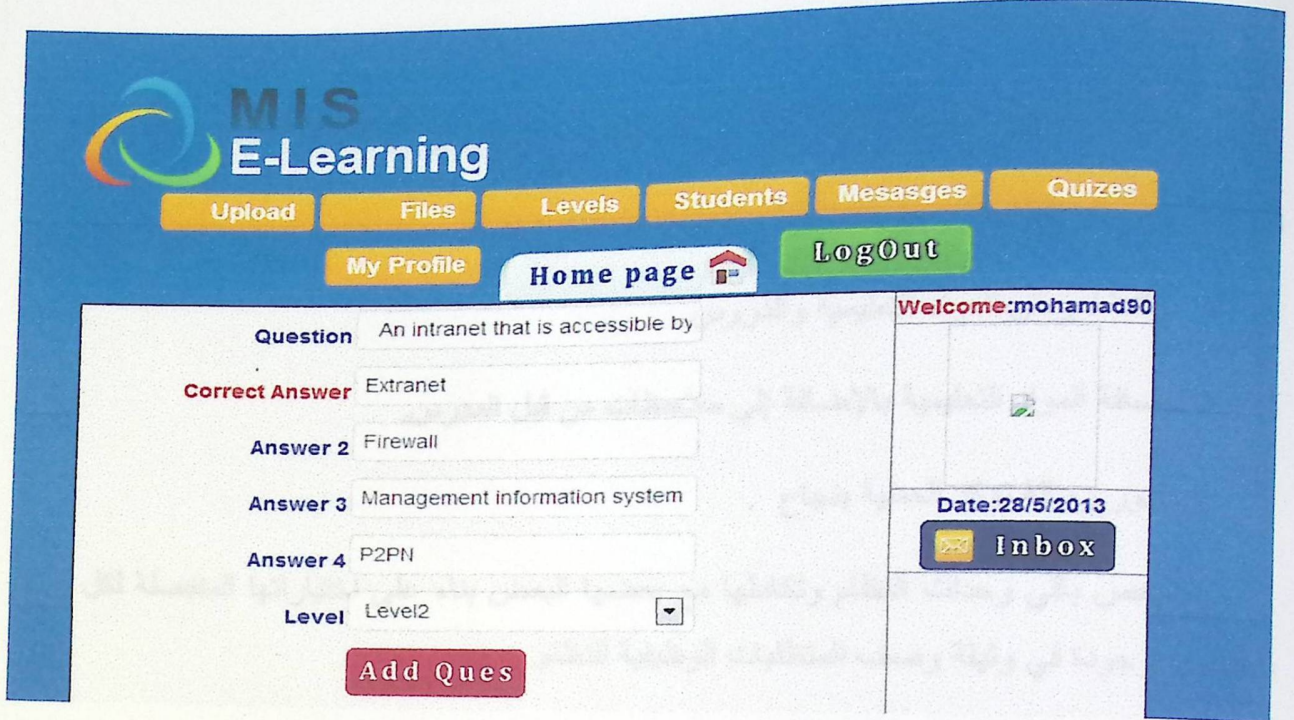 MIS
E-Learning
Upload Files Levels Students Mesasges Quizes
My Profile Home page LogOut
Welcome:mohamad90
Question An intranet that is accessible by
Correct Answer Extranet
Answer 2 Firewall
Answer 3 Management information system
Date:28/5/2013
Inbox
Answer 4 P2PN
Level Level2
Add Ques